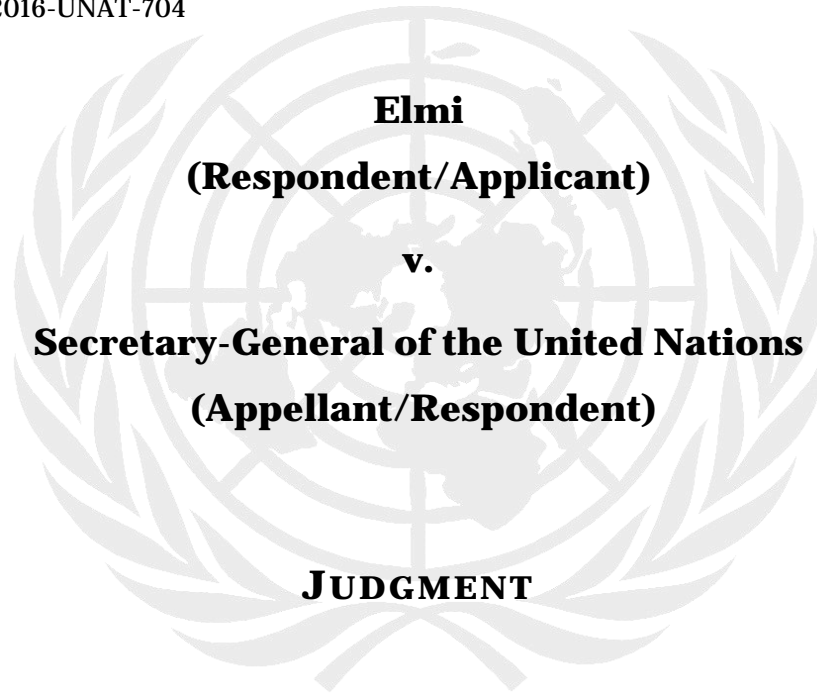 2016-UNAT-704
Elmi
(Respondent/Applicant)
v.
Secretary-General of the United Nations
(Appellant/Respondent)
JUDGMENT